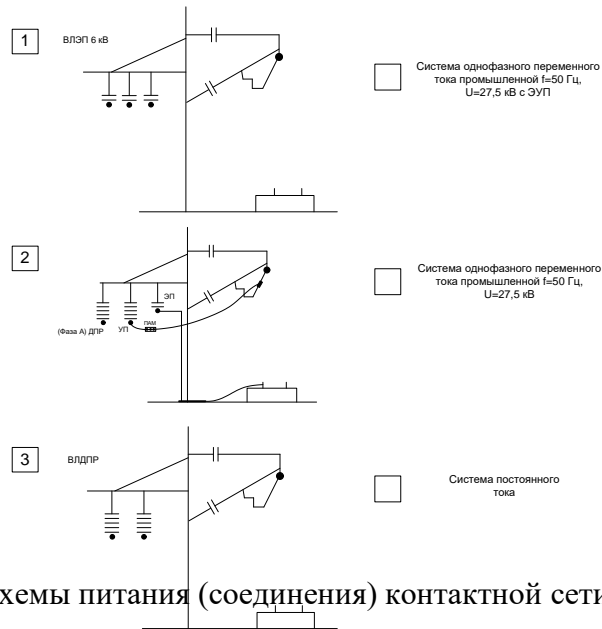 1
ВЛЭП 6 кВ
Система однофазного переменного
тока промышленной f=50 Гц,
U=27,5 кВ с ЭУП
2
ЭП
(Фаза А) ДПР
УП
ПАМ
Система однофазного переменного
тока промышленной f=50 Гц,
U=27,5 кВ
3
ВЛДПР
Система постоянного
тока
хемы питания (соединения) контактной сети